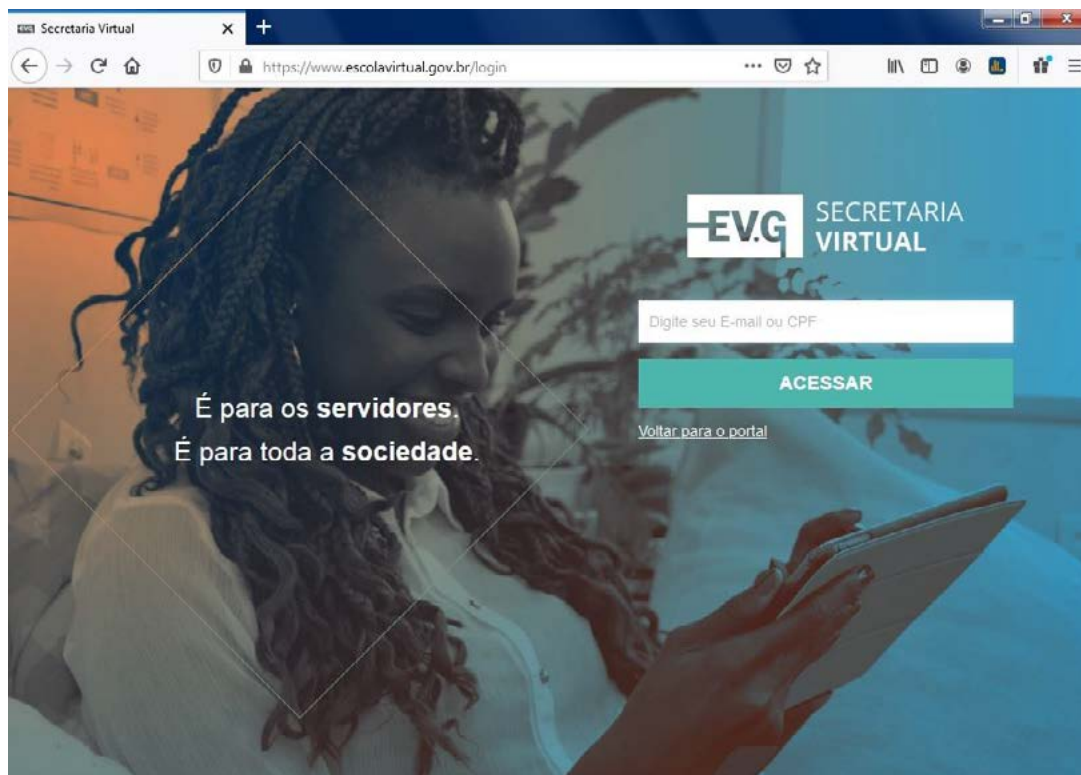 Secretaria Virtual
https://www.escolavirtual.gov.br/login
EV.G SECRETARIA
VIRTUAL
Digite seu E-mail ou CPF
ACESSAR
Voltar para o portal
É para os servidores.
É para toda a sociedade.